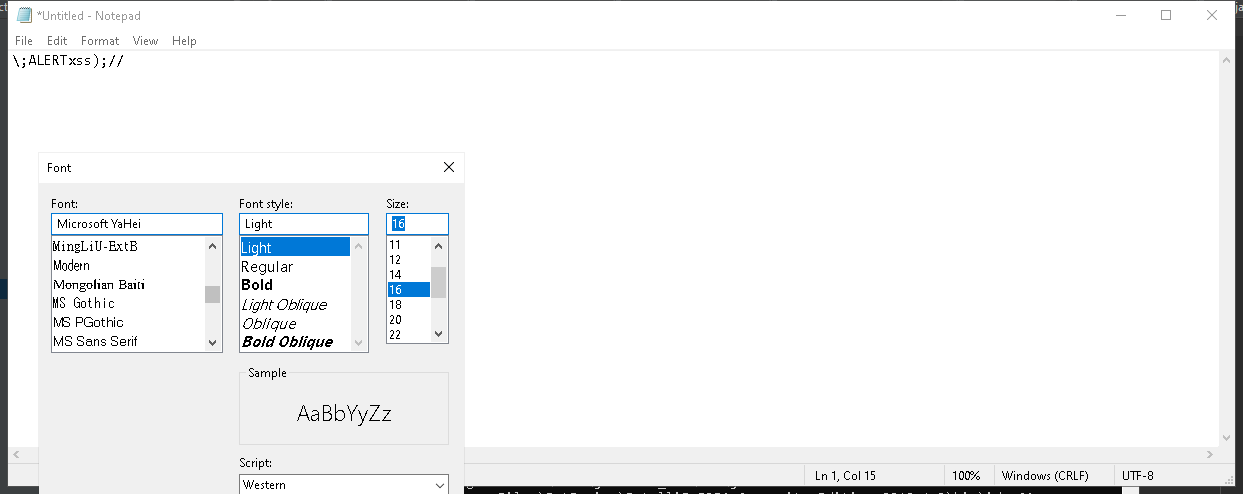 *Untitled - Notepad
File Edit Format View Help
\;ALERTxss);//
Font
Font: Font style: Size:
Microsoft YaHei Light 16
MingLiU-ExtB
Modern
Mongolian Baiti
MS Gothic
MS PGothic
MS Sans Serif
Light
Regular
Bold
Light Oblique
Oblique
Bold Oblique
11
12
14
16
18
20
22
Sample
AaBbYyZz
Script:
Western
Ln 1, Col 15 100% Windows (CRLF) UTF-8